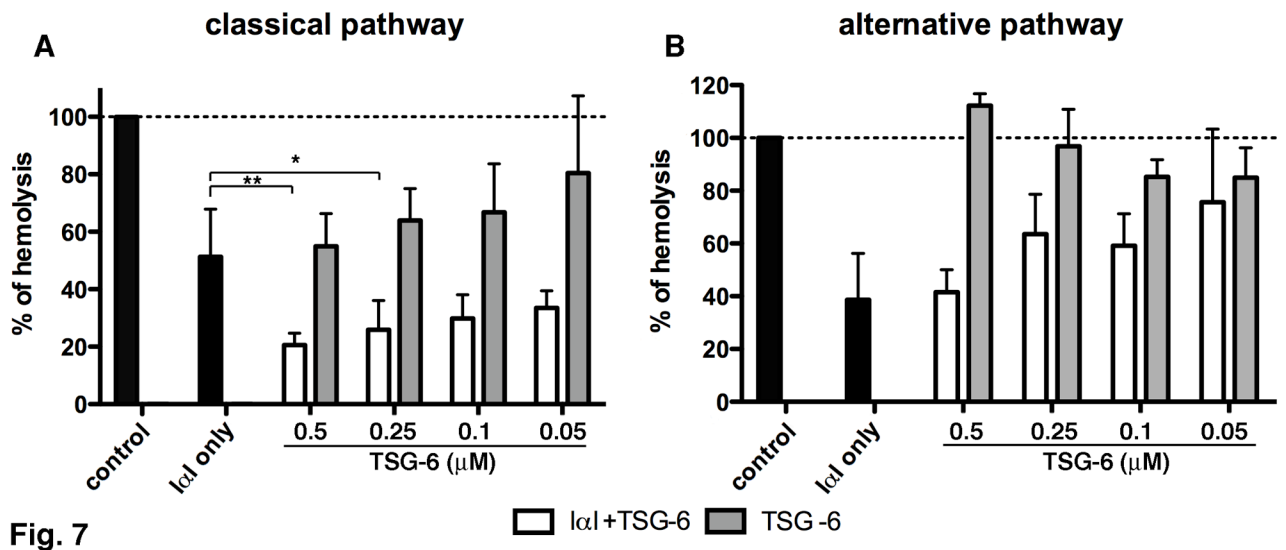 classical pathway
A
% of hemolysis
100
80
60
40
20
0
*
**
control
IαI only
0.5 0.25 0.1 0.05
TSG-6 (μM)
alternative pathway
B
% of hemolysis
120
100
80
60
40
20
0
control
IαI only
0.5 0.25 0.1 0.05
TSG-6 (μM)
IαI+TSG-6 TSG-6
Fig. 7